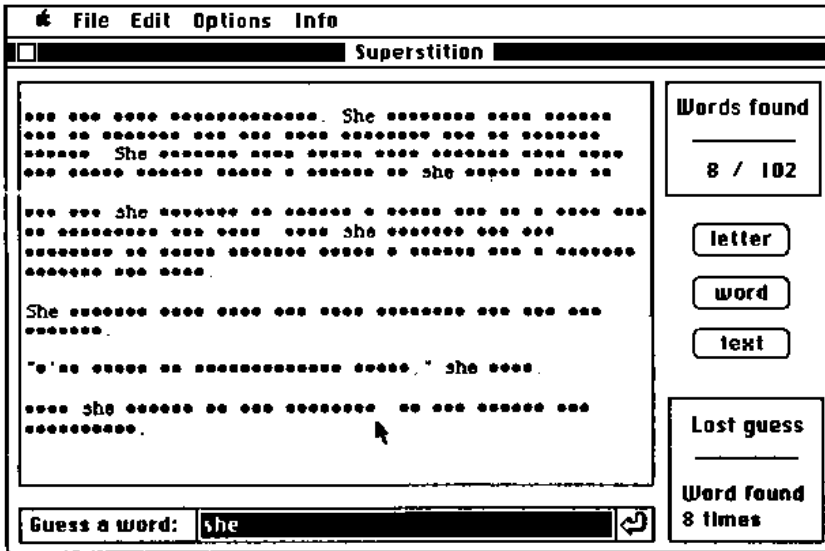 File Edit Options Info
Superstition
••• ••• •••• •••••••••••••. She •••••••• •••• ••••••
••• •• ••••••• ••• ••• •••• •••••••• ••• •• •••••••
•••••• She ••••••• •••• ••••• •••• ••••••• •••• ••••
••• ••••• •••••• ••••• • •••••• •• she ••••• •••• ••
••• ••• she ••••••• •• •••••• • ••••• ••• •• • •••• •••
•• ••••••••• ••• •••• •••• she ••••••• ••• •••
•••••••• •• ••••• ••••••• ••••• • •••••• ••• • •••••••
••••••• ••• ••••.
She ••••••• •••• •••• ••• •••• •••••••• ••• ••• •••
•••••••.
"•'•• ••••• •• ••••••••••••• •••••," she ••••.
•••• she •••••• •• ••• •••••••• •• ••• •••••• •••
••••••••••.
Words found
8 / 102
letter
word
text
Lost guess
Word found
8 times
Guess a word: she